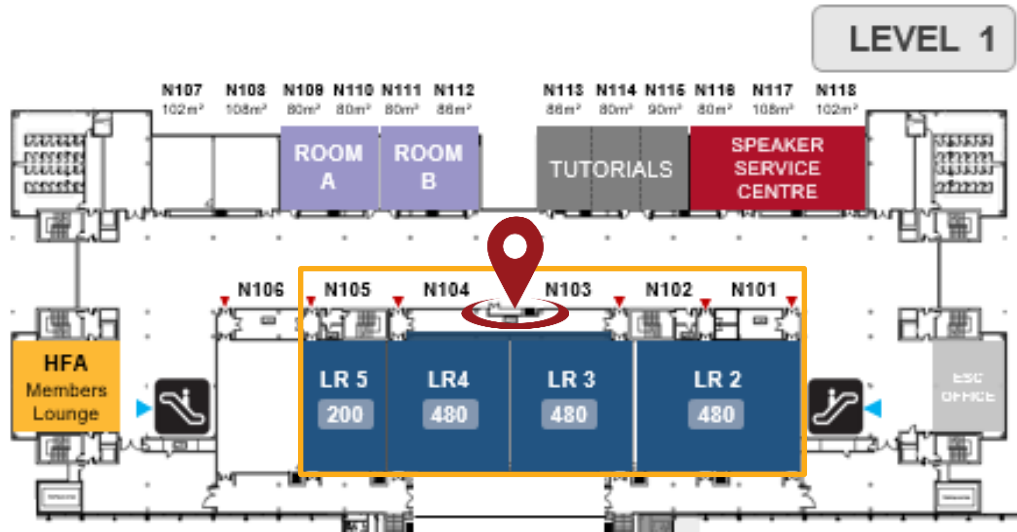 LEVEL 1
N107 N108 N109 N110 N111 N112 N113 N114 N115 N116 N117 N118
102m² 108m² 80m² 80m² 80m² 86m² 86m² 80m² 90m² 80m² 108m² 102m²
ROOM
A
ROOM
B
TUTORIALS
SPEAKER
SERVICE
CENTRE
N106 N105 N104 N103 N102 N101
HFA
Members
Lounge
LR 5
200
LR4
480
LR 3
480
LR 2
480
ESC
OFFICE